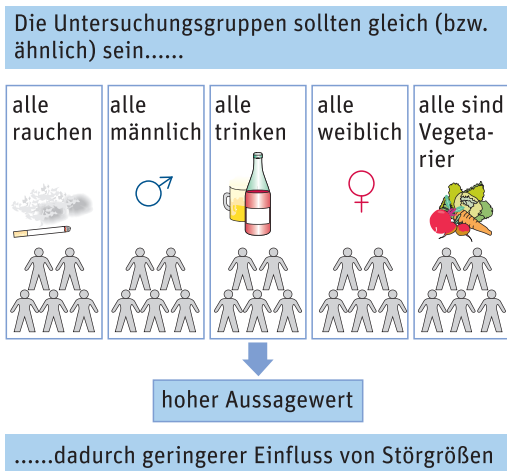 Die Untersuchungsgruppen sollten gleich (bzw.
ähnlich) sein......
alle
rauchen
alle
männlich
alle
trinken
alle
weiblich
alle sind
Vegeta-
rier
hoher Aussagewert
......dadurch geringerer Einfluss von Störgrößen